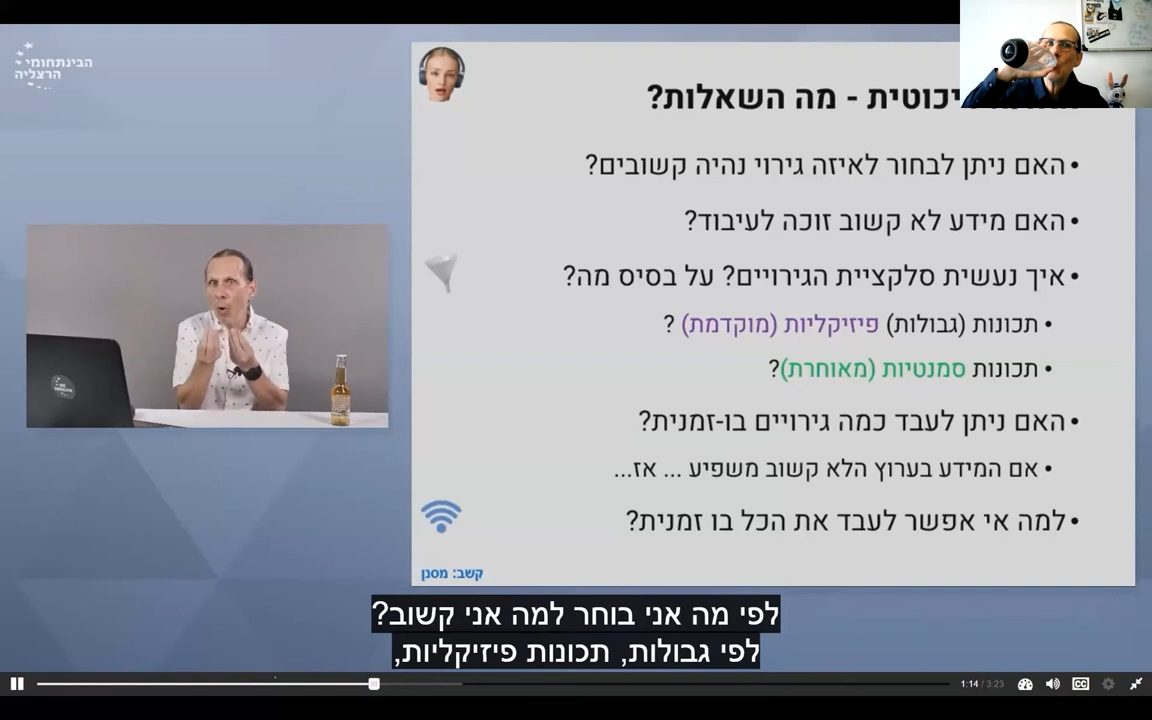 הבינתחומי
הרצליה
יכוטית - מה השאלות?
•האם ניתן לבחור לאיזה גירוי נהיה קשובים?
•האם מידע לא קשוב זוכה לעיבוד?
•איך נעשית סלקציית הגירויים? על בסיס מה?
• תכונות (גבולות) פיזיקליות (מוקדמת) ?
• תכונות סמנטיות (מאוחרת)?
•האם ניתן לעבד כמה גירויים בו-זמנית?
• אם המידע בערוץ הלא קשוב משפיע ... אז...
•למה אי אפשר לעבד את הכל בו זמנית?
קשב: מסנן
לפי מה אני בוחר למה אני קשוב?
לפי גבולות, תכונות פיזיקליות,
1:14 / 3:23
CC